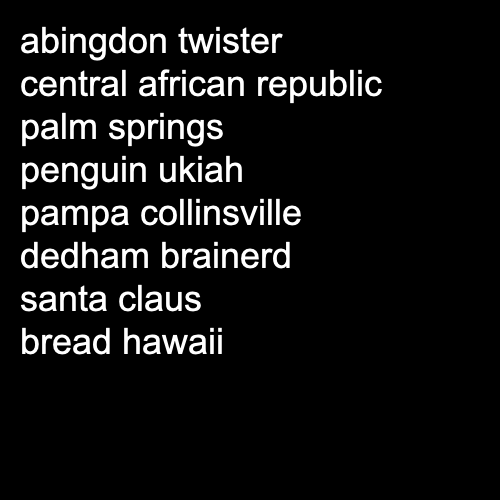 abingdon twister
central african republic
palm springs
penguin ukiah
pampa collinsville
dedham brainerd
santa claus
bread hawaii